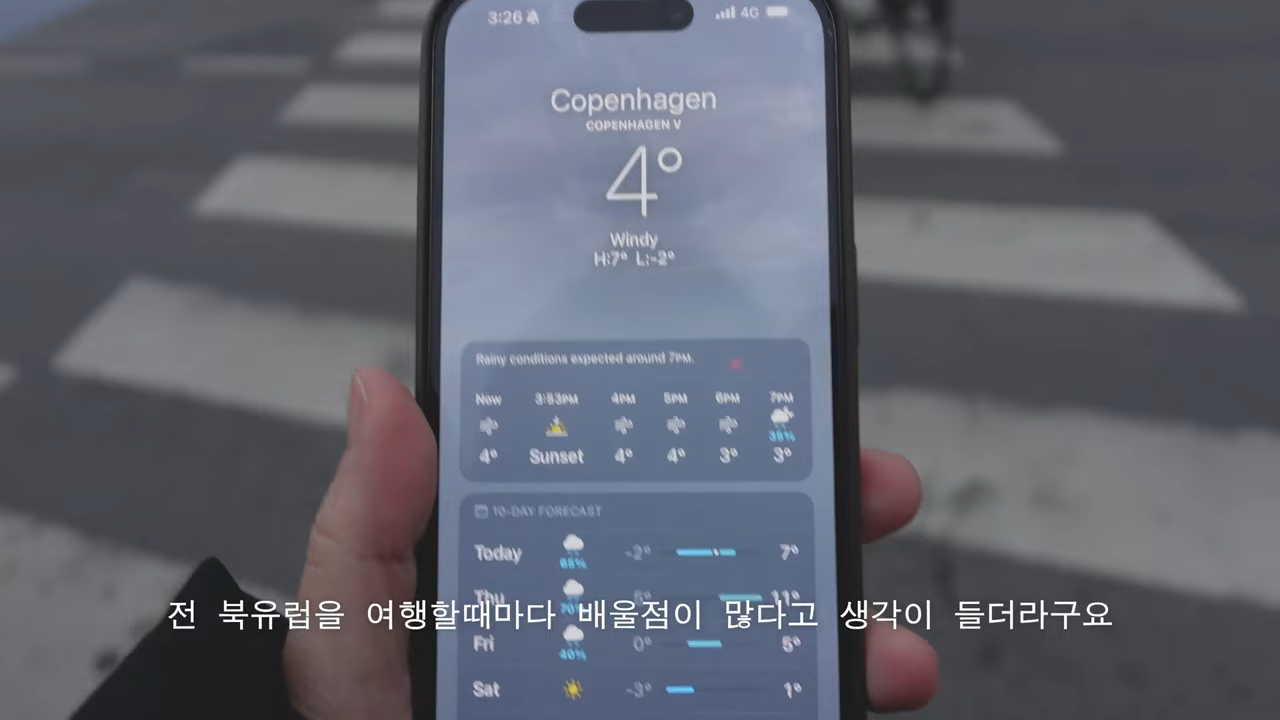 3:26 4G
Copenhagen
COPENHAGEN V
4°
Windy
H:7° L:-2°
Rainy conditions expected around 7PM.
Now 3:53PM 4PM 5PM 6PM 7PM
35%
4° Sunset 4° 4° 3° 3°
10-DAY FORECAST
Today -2° 7°
65%
Thu 11°
전 북유럽을 여행할때마다 배울점이 많다고 생각이 들더라구요
Fri 0° 5°
40%
Sat -3° 1°